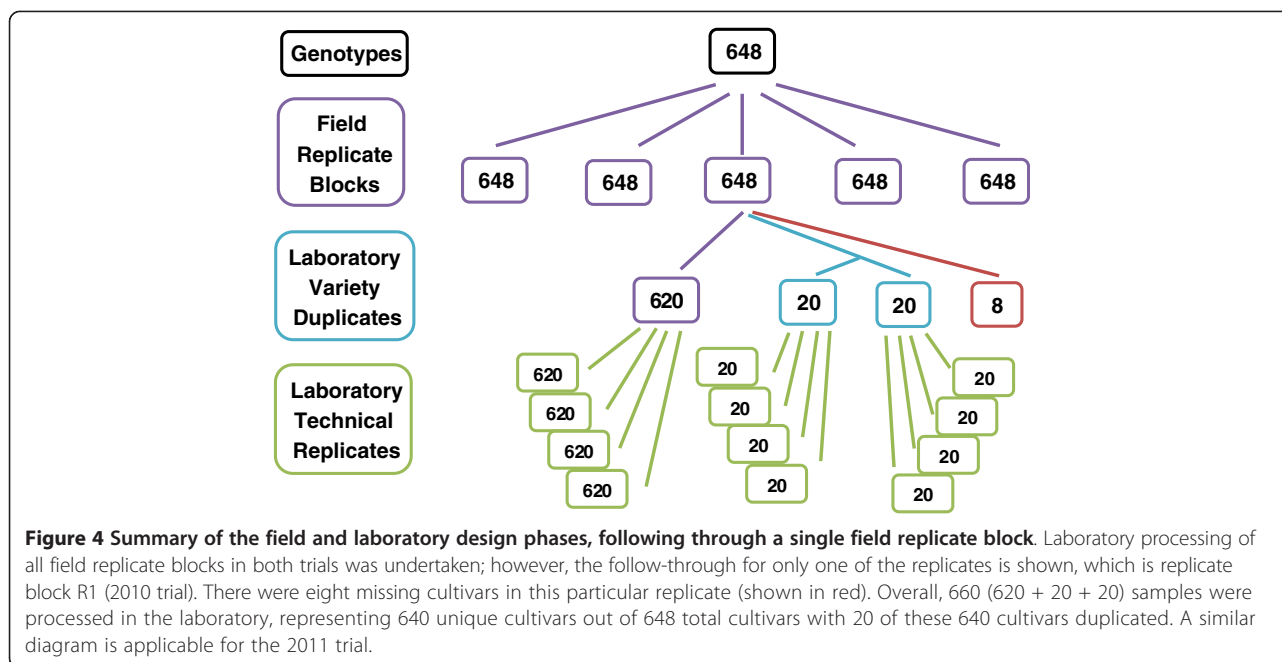 Genotypes
648
Field
Replicate
Blocks
648 648 648 648 648
Laboratory
Variety
Duplicates
620 20 20 8
Laboratory
Technical
Replicates
620
620
620
620
20
20
20
20
20
20
20
20
Figure 4 Summary of the field and laboratory design phases, following through a single field replicate block. Laboratory processing of
all field replicate blocks in both trials was undertaken; however, the follow-through for only one of the replicates is shown, which is replicate
block R1 (2010 trial). There were eight missing cultivars in this particular replicate (shown in red). Overall, 660 (620 + 20 + 20) samples were
processed in the laboratory, representing 640 unique cultivars out of 648 total cultivars with 20 of these 640 cultivars duplicated. A similar
diagram is applicable for the 2011 trial.